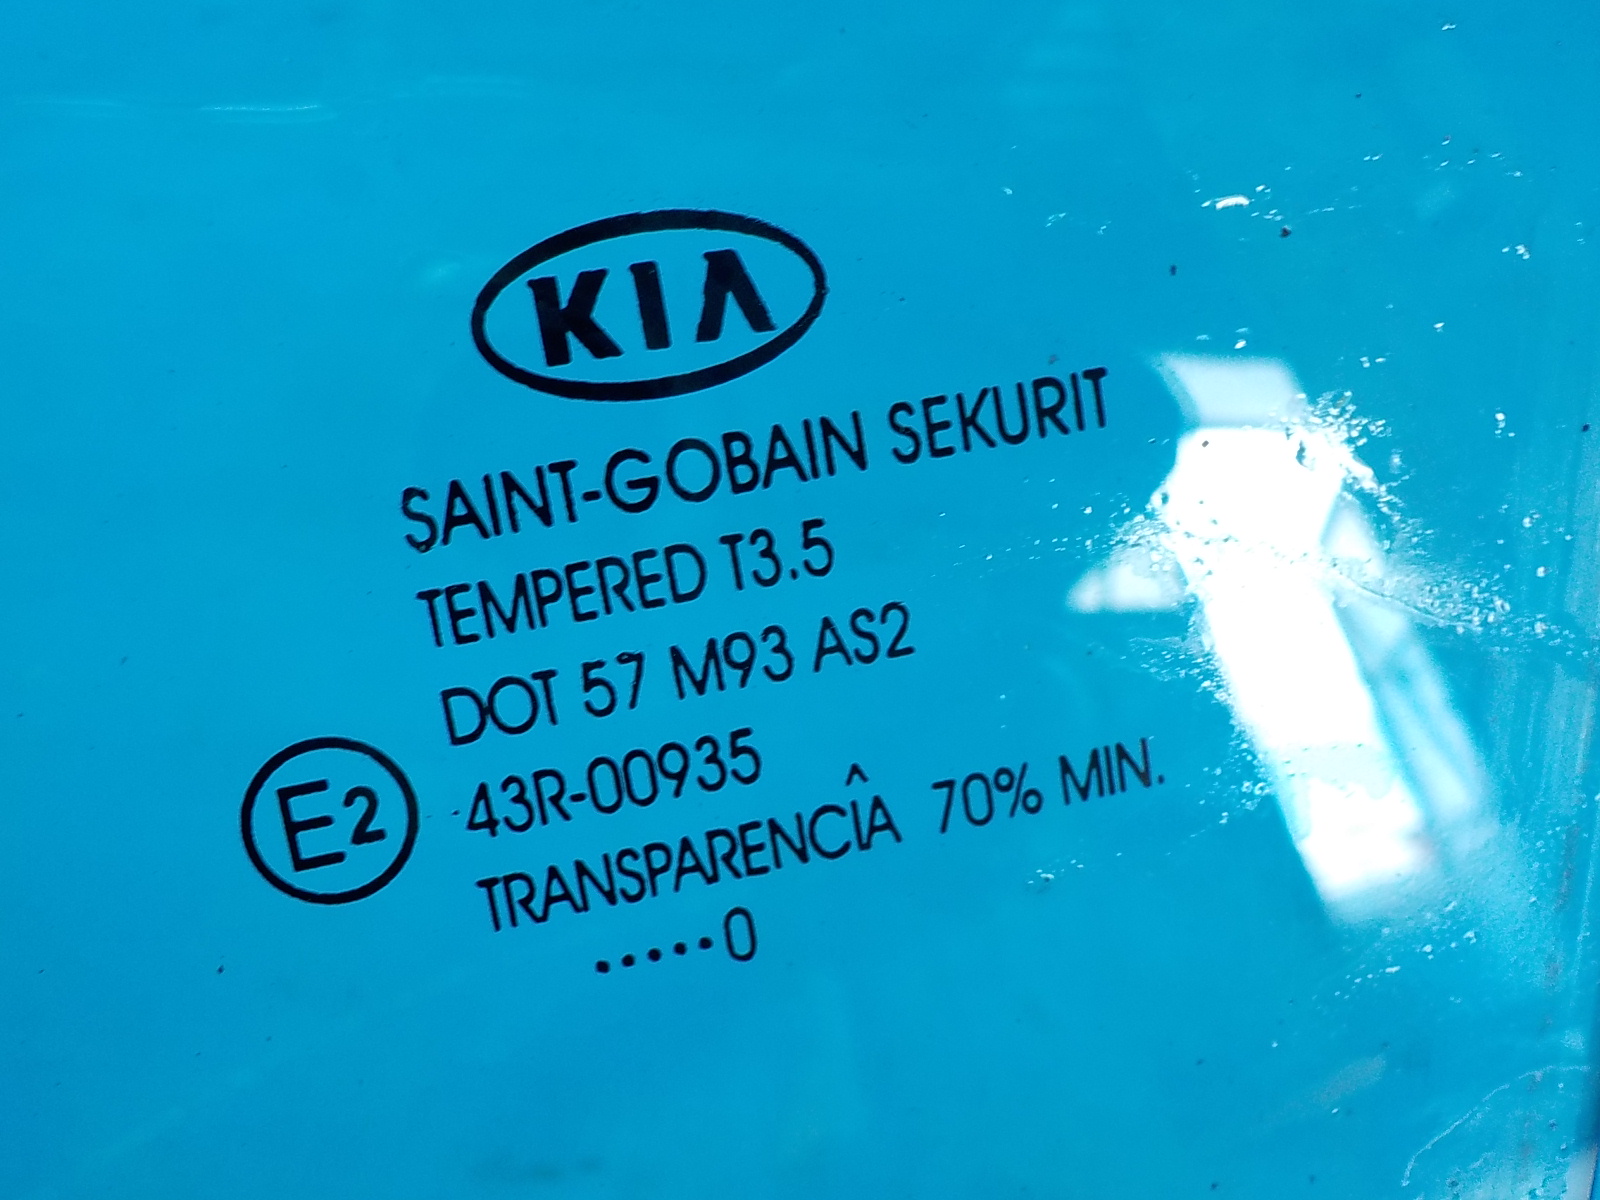 KIA
SAINT-GOBAIN SEKURIT
TEMPERED T3.5
DOT 57 M93 AS2
E2 43R-00935
TRANSPARENCÎA 70% MIN.
.....0